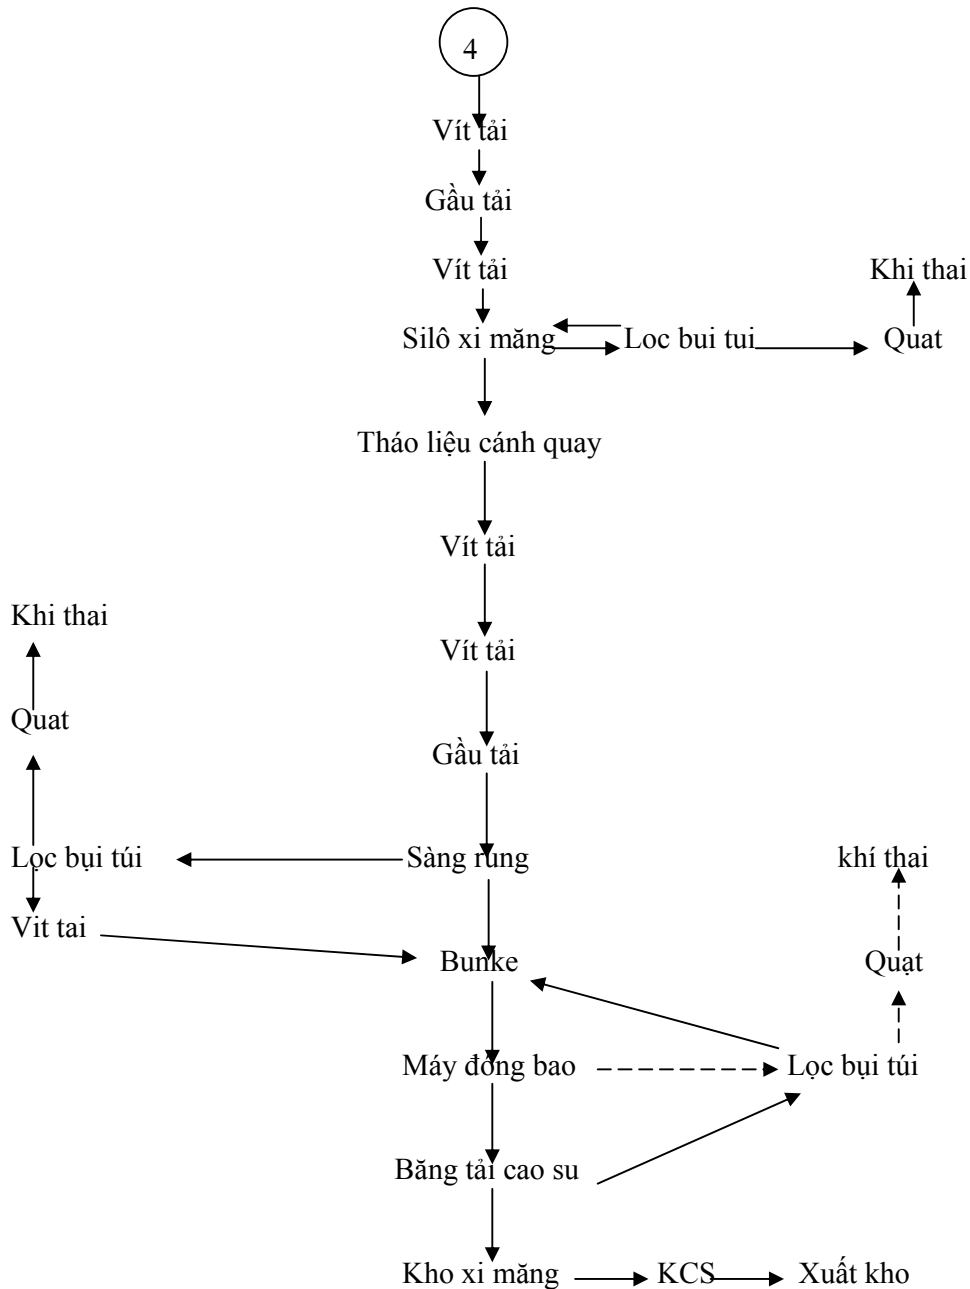 4
Vít tải
Gầu tải
Vít tải
Khi thai
Silô xi măng
Loc bui tui
Quat
Tháo liệu cánh quay
Vít tải
Khi thai
Vít tải
Quat
Gầu tải
Lọc bụi túi
Sàng rung
khí thai
Vit tai
Bunke
Quạt
Máy đóng bao
Lọc bụi túi
Băng tải cao su
Kho xi măng
KCS
Xuất kho